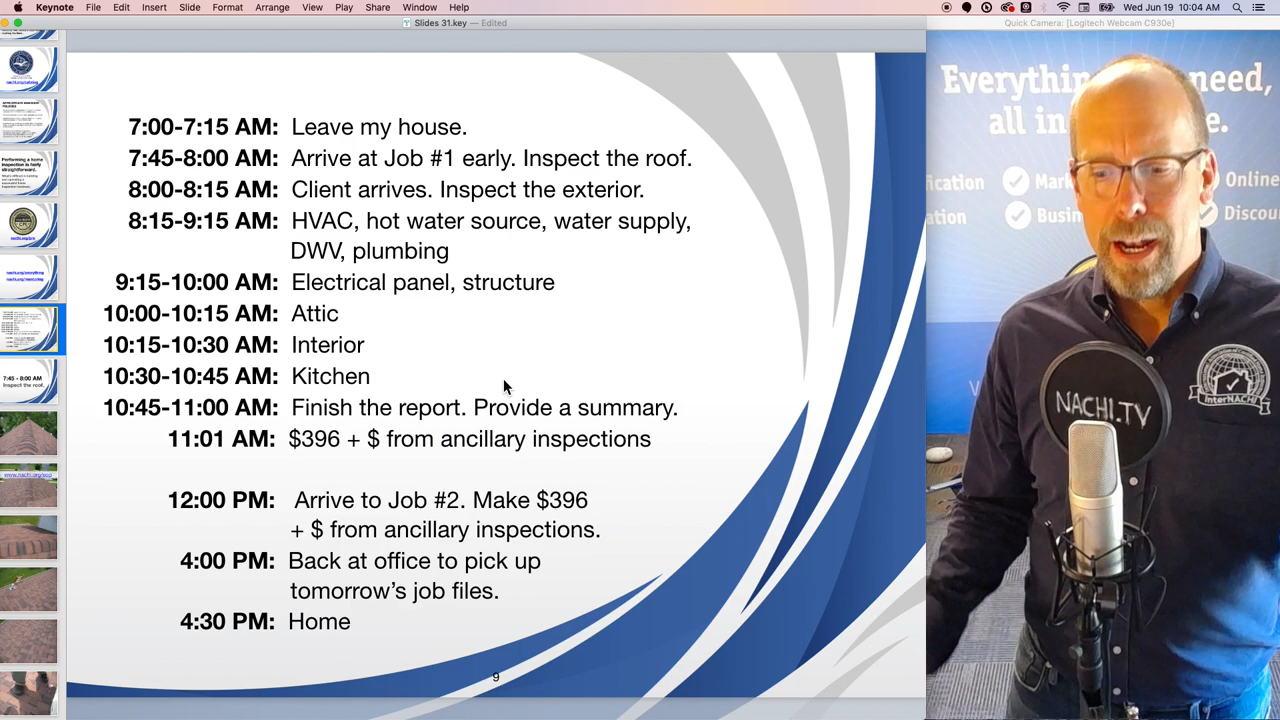 Keynote File Edit Insert Slide Format Arrange View Play Share Window Help
Wed Jun 19 10:04 AM
Slides 31.key — Edited
Quick Camera: [Logitech Webcam C930e]
7:00-7:15 AM: Leave my house.
7:45-8:00 AM: Arrive at Job #1 early. Inspect the roof.
8:00-8:15 AM: Client arrives. Inspect the exterior.
8:15-9:15 AM: HVAC, hot water source, water supply,
DWV, plumbing
9:15-10:00 AM: Electrical panel, structure
10:00-10:15 AM: Attic
10:15-10:30 AM: Interior
10:30-10:45 AM: Kitchen
10:45-11:00 AM: Finish the report. Provide a summary.
11:01 AM: $396 + $ from ancillary inspections
12:00 PM: Arrive to Job #2. Make $396
+ $ from ancillary inspections.
4:00 PM: Back at office to pick up
tomorrow's job files.
4:30 PM: Home
9
Performing a home
inspection is fairly
straightforward.
7:45 - 8:00 AM
Inspect the roof.
need,
all in
Online
NACHI.TV
InterNACHI